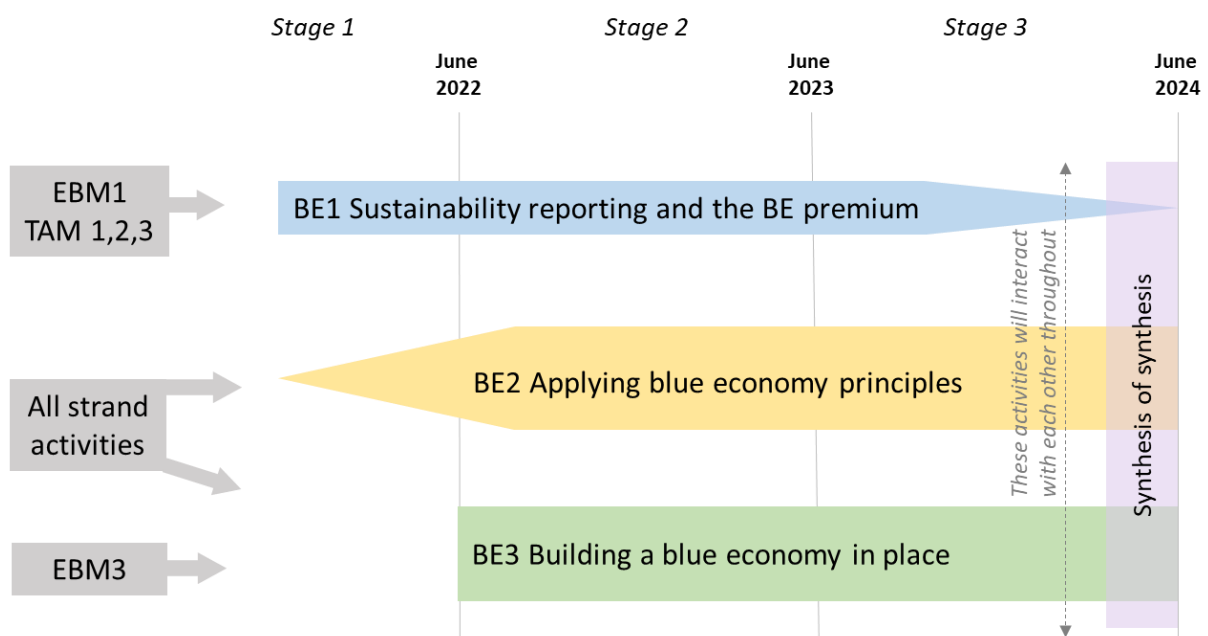 Stage 1
Stage 2
Stage 3
June
2022
June
2023
June
2024
EBM1
TAM 1,2,3
BE1 Sustainability reporting and the BE premium
All strand
activities
BE2 Applying blue economy principles
EBM3
BE3 Building a blue economy in place
These activities will interact
with each other throughout
Synthesis of synthesis